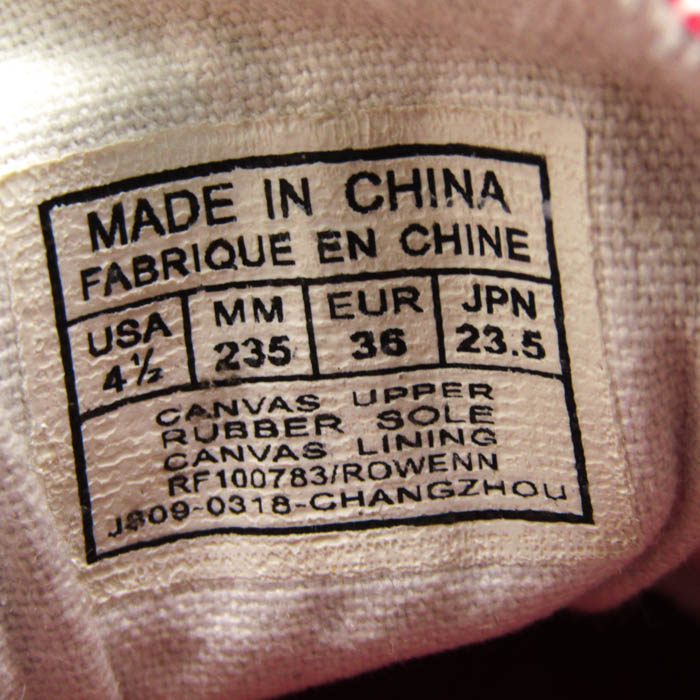 MADE IN CHINA
FABRIQUE EN CHINE
USA MM EUR JPN
4½ 235 36 23.5
CANVAS UPPER
RUBBER SOLE
CANVAS LINING
RF100783/ROWENN
JS09-0318-CHANGZHOU